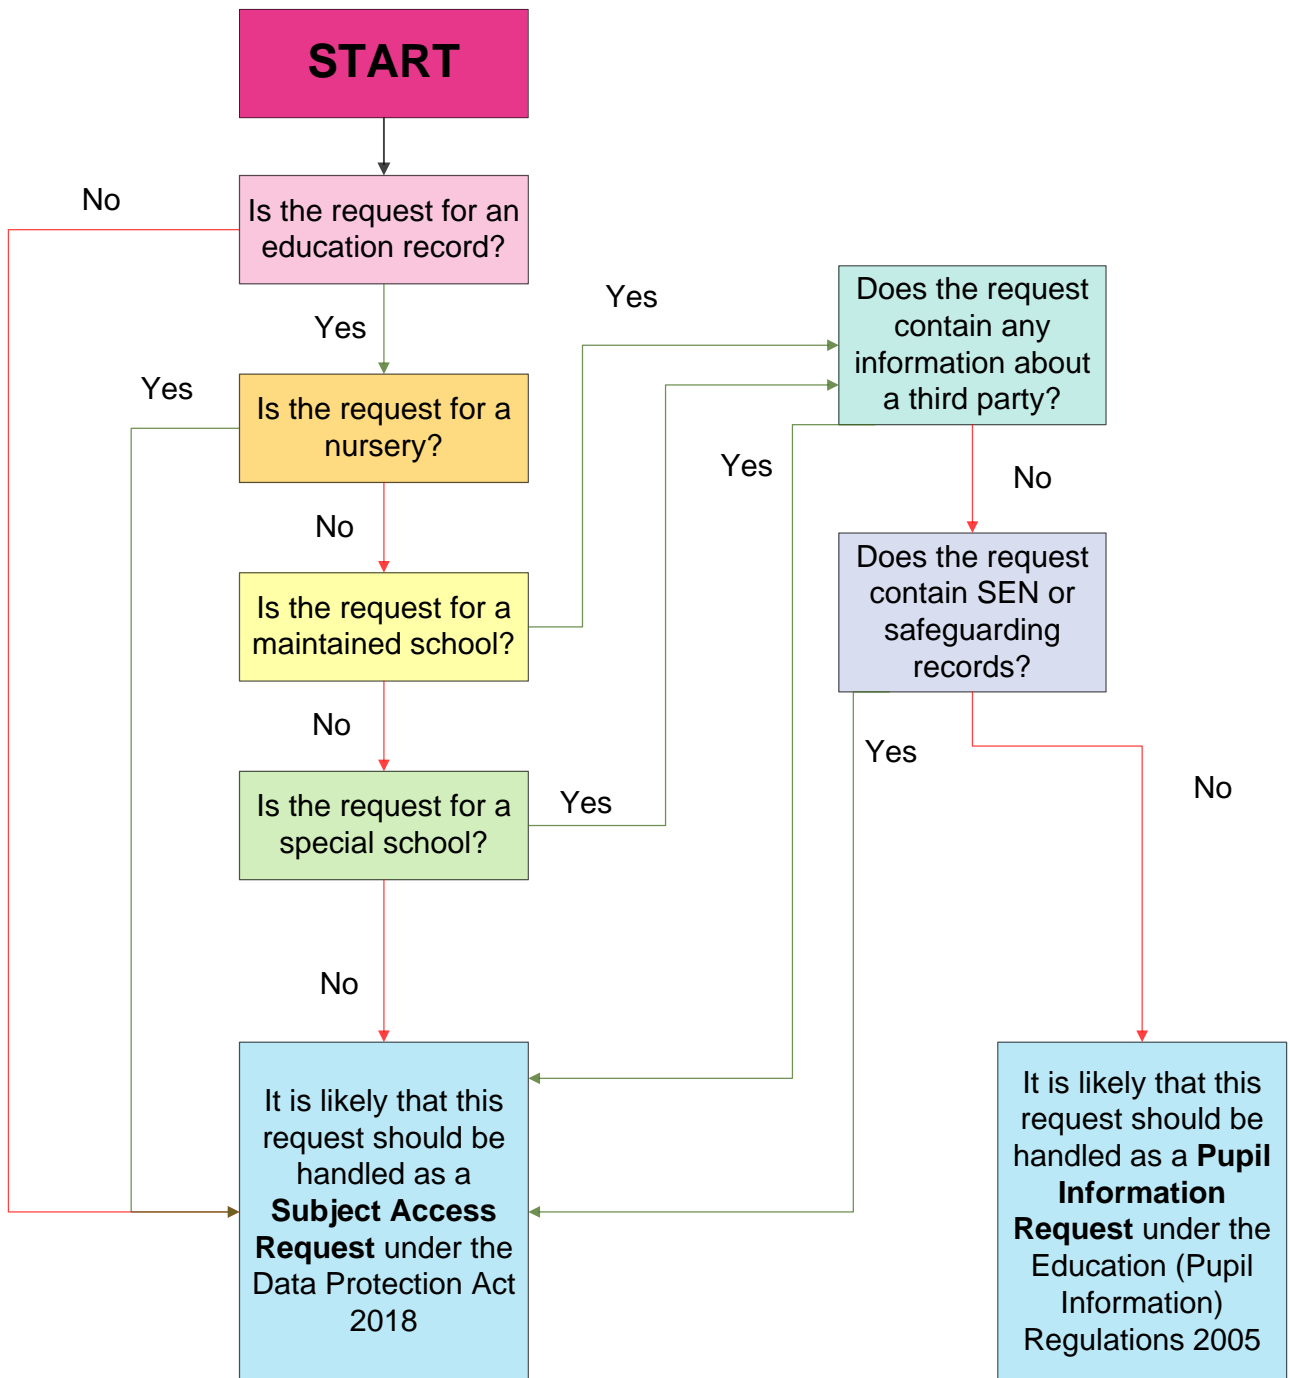 START
No
Is the request for an
education record?
Yes
Yes
Is the request for a
nursery?
No
Is the request for a
maintained school?
Yes
No
Is the request for a
special school?
Yes
No
Does the request
contain any
information about
a third party?
Yes
No
Does the request
contain SEN or
safeguarding
records?
Yes
No
It is likely that this
request should be
handled as a
Subject Access
Request under the
Data Protection Act
2018
It is likely that this
request should be
handled as a Pupil
Information
Request under the
Education (Pupil
Information)
Regulations 2005